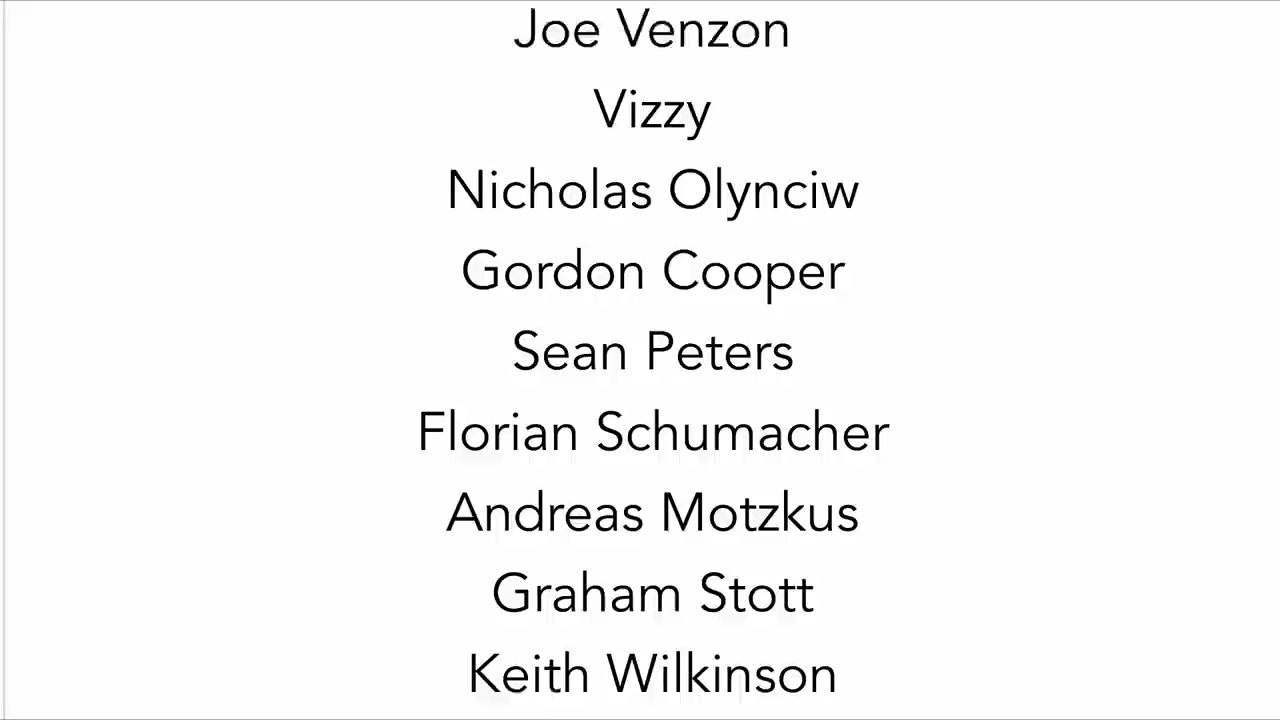 Joe Venzon
Vizzy
Nicholas Olynciw
Gordon Cooper
Sean Peters
Florian Schumacher
Andreas Motzkus
Graham Stott
Keith Wilkinson